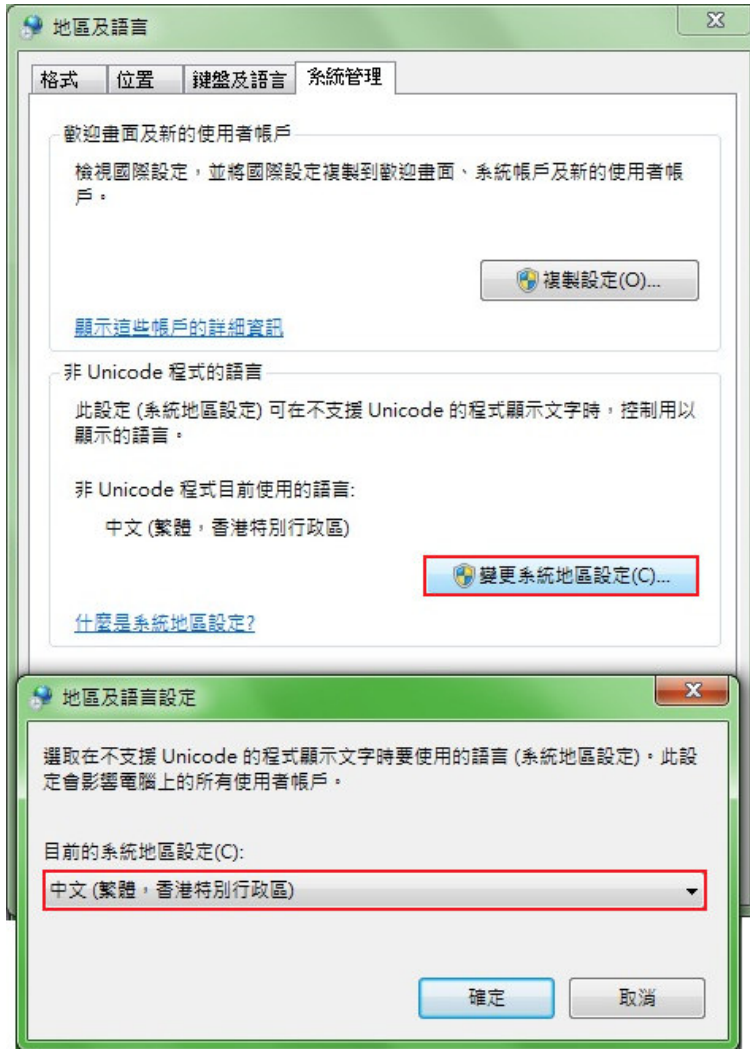 地區及語言
格式
位置
鍵盤及語言
系統管理
歡迎畫面及新的使用者帳戶
檢視國際設定，並將國際設定複製到歡迎畫面、系統帳戶及新的使用者帳
戶。
複製設定(O)...
顯示這些帳戶的詳細資訊
非 Unicode 程式的語言
此設定 (系統地區設定) 可在不支援 Unicode 的程式顯示文字時，控制用以
顯示的語言。
非 Unicode 程式目前使用的語言:
中文 (繁體，香港特別行政區)
變更系統地區設定(C)...
什麼是系統地區設定?
地區及語言設定
選取在不支援 Unicode 的程式顯示文字時要使用的語言 (系統地區設定)。此設
定會影響電腦上的所有使用者帳戶。
目前的系統地區設定(C):
中文 (繁體，香港特別行政區)
確定
取消